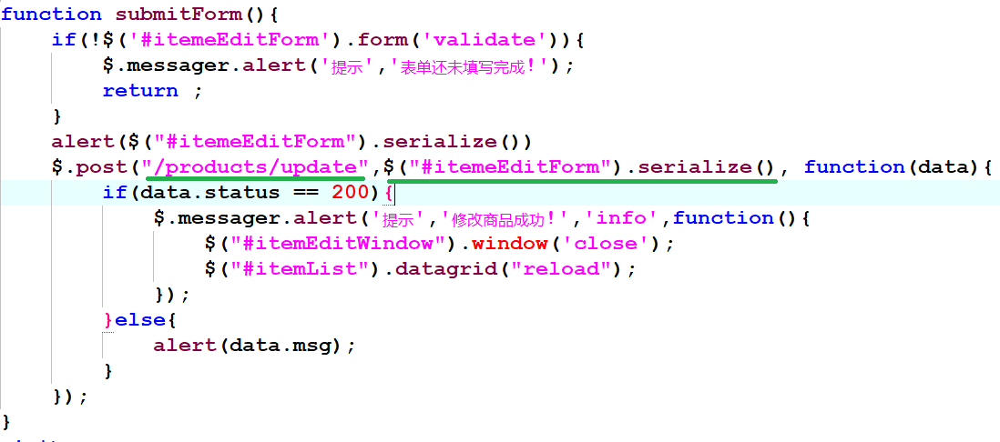 function submitForm(){
    if(!$('#itemeEditForm').form('validate')){
        $.messager.alert('提示','表单还未填写完成!');
        return ;
    }
    alert($("#itemeEditForm").serialize())
    $.post("/products/update",$("#itemeEditForm").serialize(), function(data){
        if(data.status == 200){
            $.messager.alert('提示','修改商品成功!','info',function(){
                $("#itemEditWindow").window('close');
                $("#itemList").datagrid("reload");
            });
        }else{
            alert(data.msg);
        }
    });
}